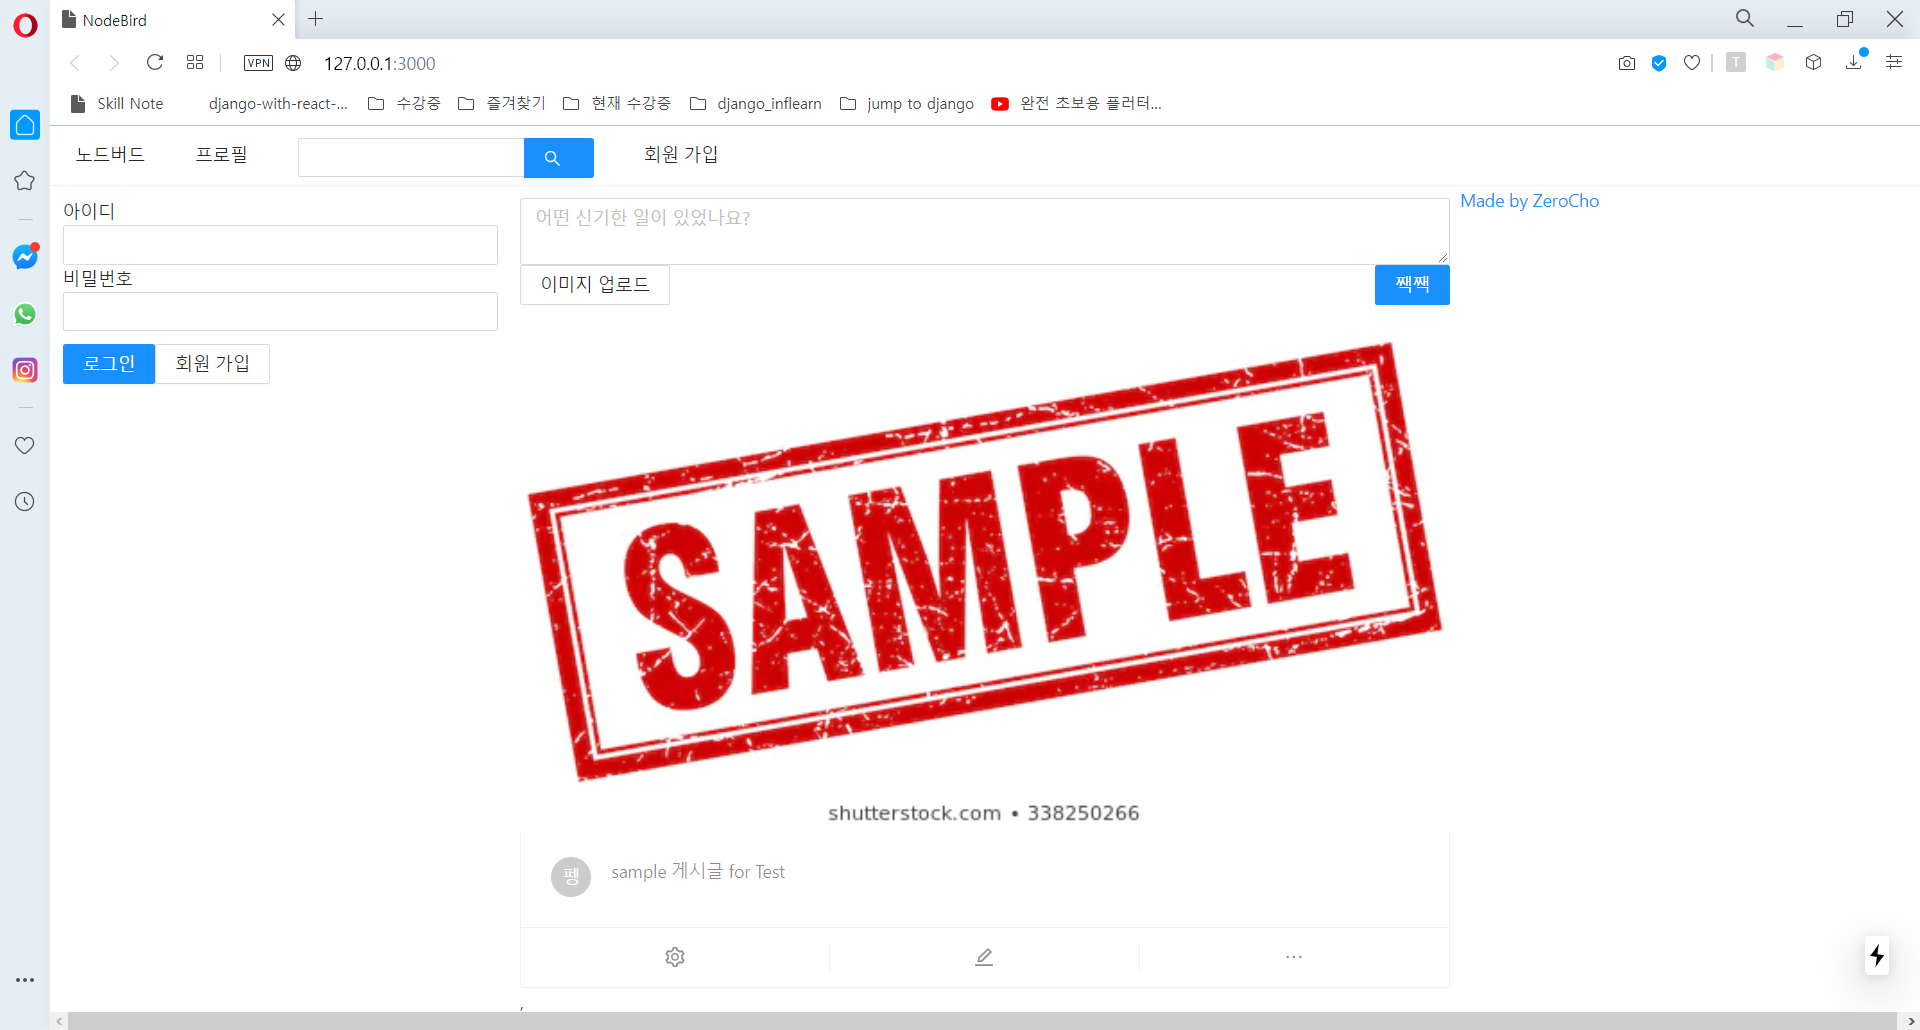 NodeBird
VPN
127.0.0.1:3000
T
Skill Note
django-with-react-...
수강중
즐겨찾기
현재 수강중
django_inflearn
jump to django
완전 초보용 플러터...
노드버드
프로필
회원 가입
아이디
비밀번호
로그인
회원 가입
어떤 신기한 일이 있었나요?
이미지 업로드
짹짹
SAMPLE
shutterstock.com • 338250266
펭
sample 게시글 for Test
,
Made by ZeroCho